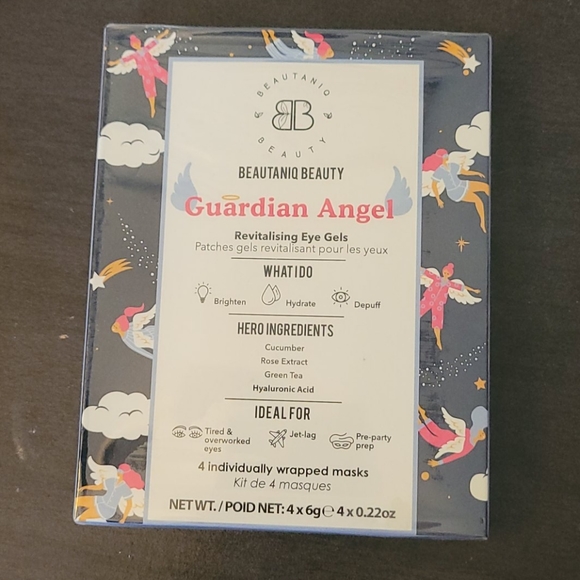 BEAUTANIQ
BB
BEAUTY
BEAUTANIQ BEAUTY
Guardian Angel
Revitalising Eye Gels
Patches gels revitalisant pour les yeux
WHAT I DO
Brighten Hydrate Depuff
HERO INGREDIENTS
Cucumber
Rose Extract
Green Tea
Hyaluronic Acid
IDEAL FOR
Tired &
overworked
eyes
Jet-lag
Pre-party
prep
4 individually wrapped masks
Kit de 4 masques
NET WT. / POID NET: 4 x 6g℮ 4 x 0.22oz